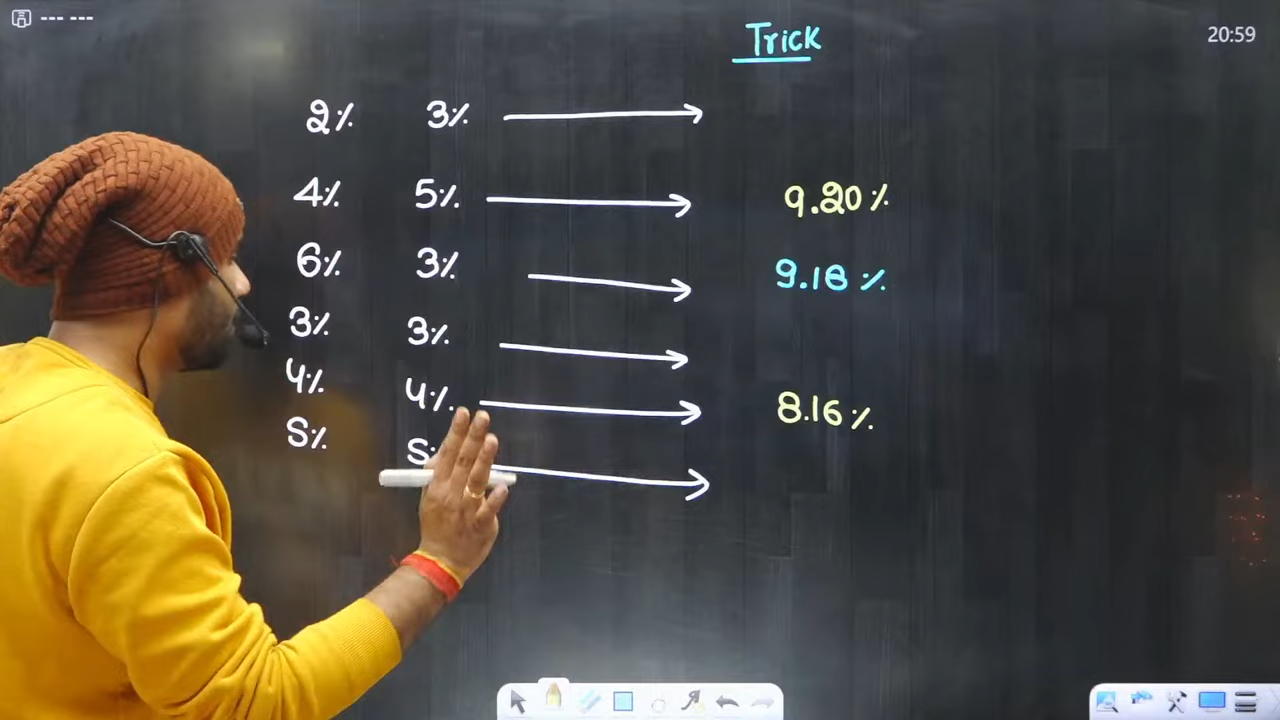 --- ---
20:59
Trick
2% 3%
4% 5% 9.20%
6% 3% 9.18%
3% 3%
4% 4% 8.16%
5% 5